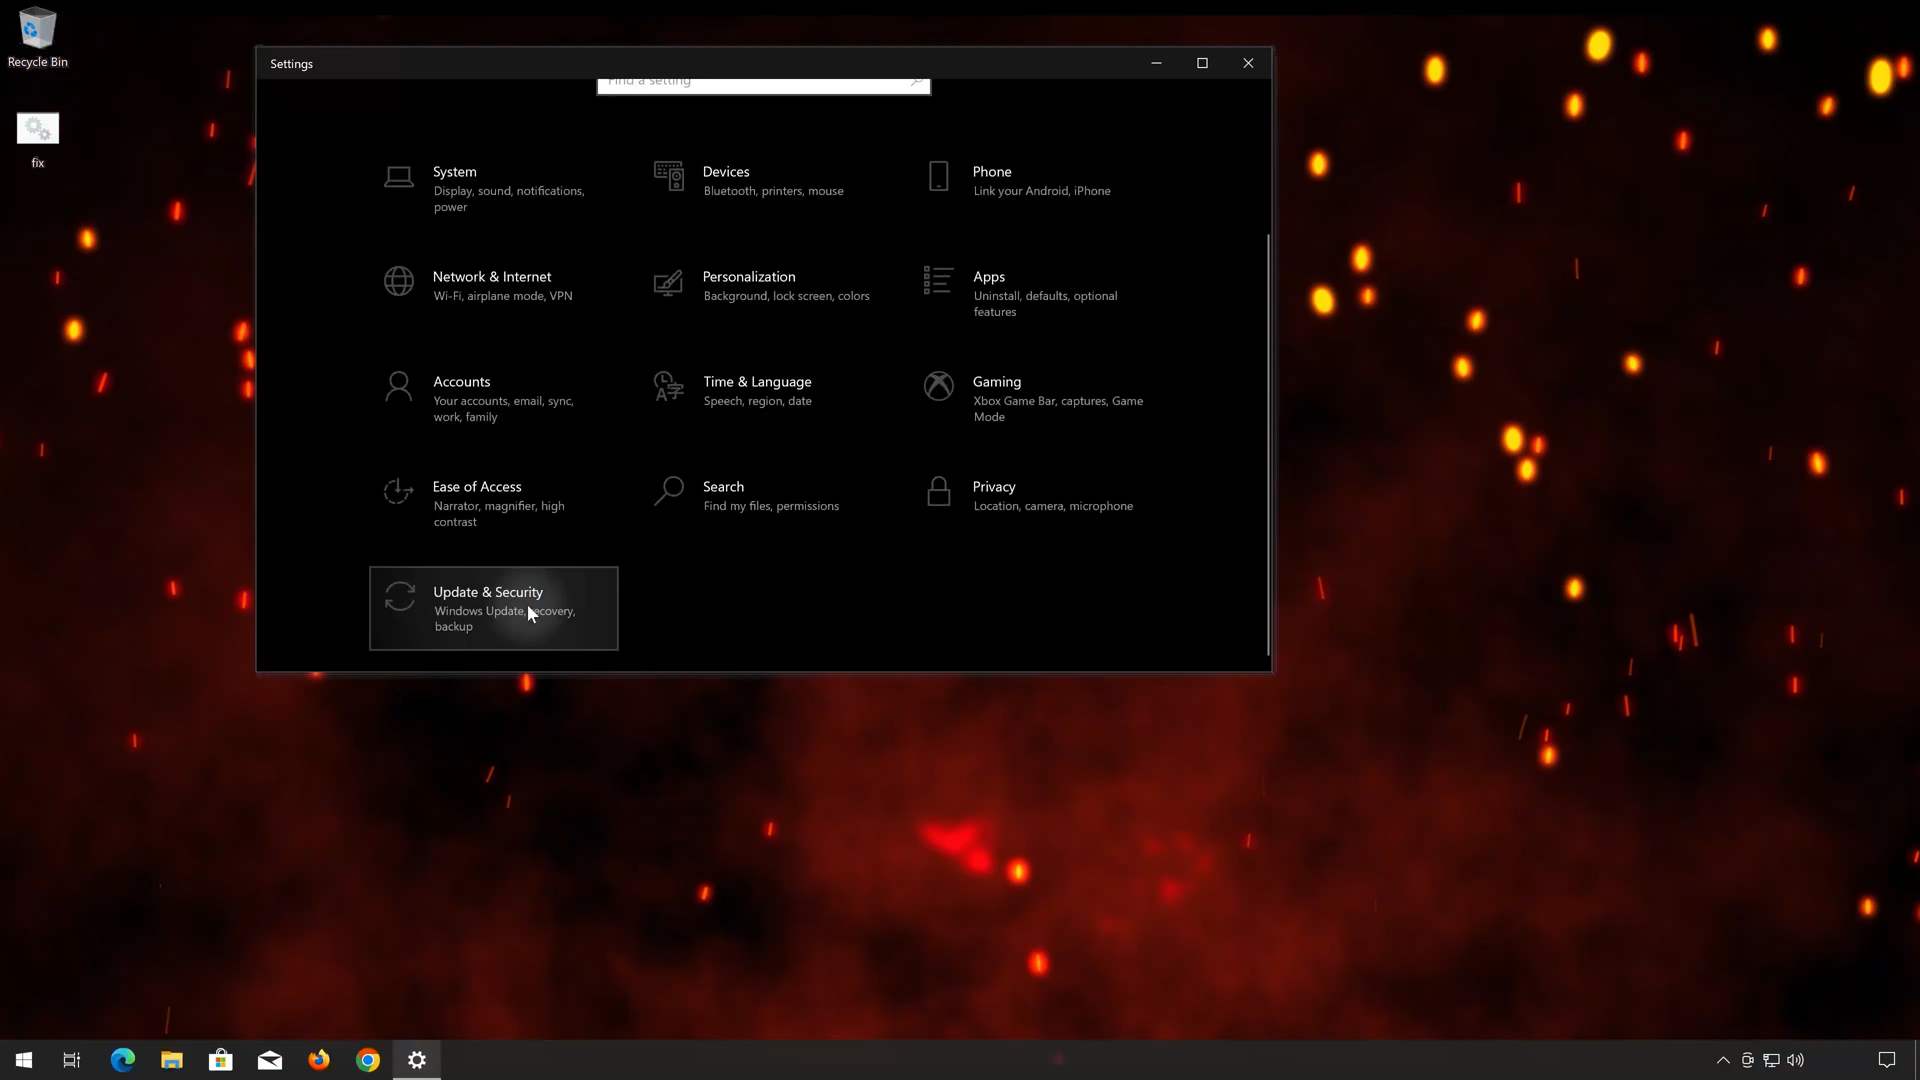 Recycle Bin
fix
Settings
Find a setting
System
Display, sound, notifications,
power
Devices
Bluetooth, printers, mouse
Phone
Link your Android, iPhone
Network & Internet
Wi-Fi, airplane mode, VPN
Personalization
Background, lock screen, colors
Apps
Uninstall, defaults, optional
features
Accounts
Your accounts, email, sync,
work, family
Time & Language
Speech, region, date
Gaming
Xbox Game Bar, captures, Game
Mode
Ease of Access
Narrator, magnifier, high
contrast
Search
Find my files, permissions
Privacy
Location, camera, microphone
Update & Security
Windows Update, recovery,
backup